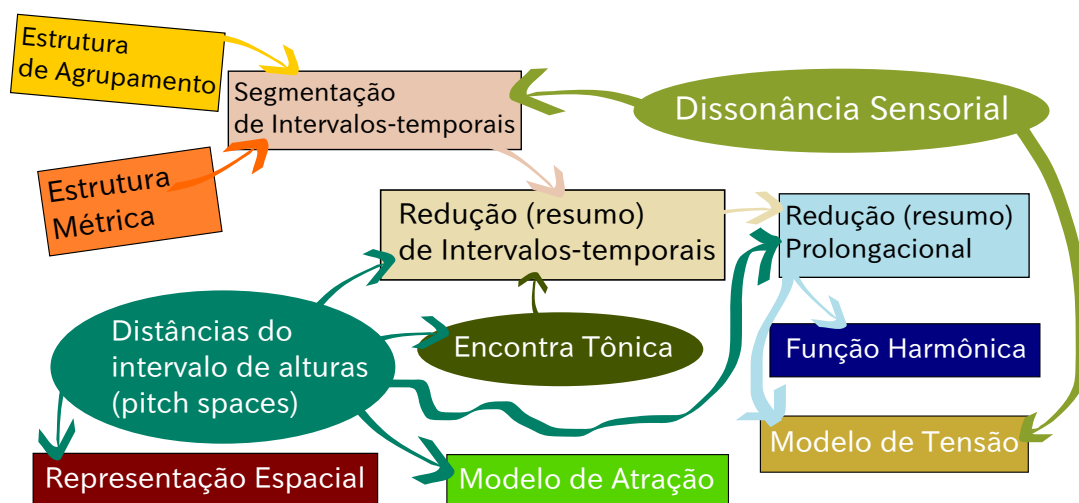 Estrutura
de Agrupamento
Segmentação
de Intervalos-temporais
Dissonância Sensorial
Estrutura
Métrica
Redução (resumo)
de Intervalos-temporais
Redução (resumo)
Prolongacional
Distâncias do
intervalo de alturas
(pitch spaces)
Encontra Tônica
Função Harmônica
Modelo de Tensão
Representação Espacial
Modelo de Atração